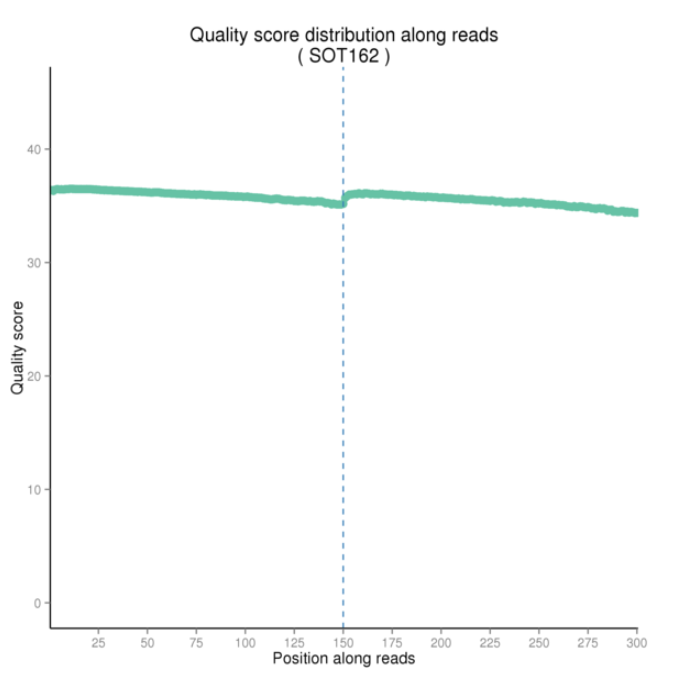 Quality score distribution along reads
( SOT162 )
40
30
20
10
0
Quality score
25 50 75 100 125 150 175 200 225 250 275 300
Position along reads